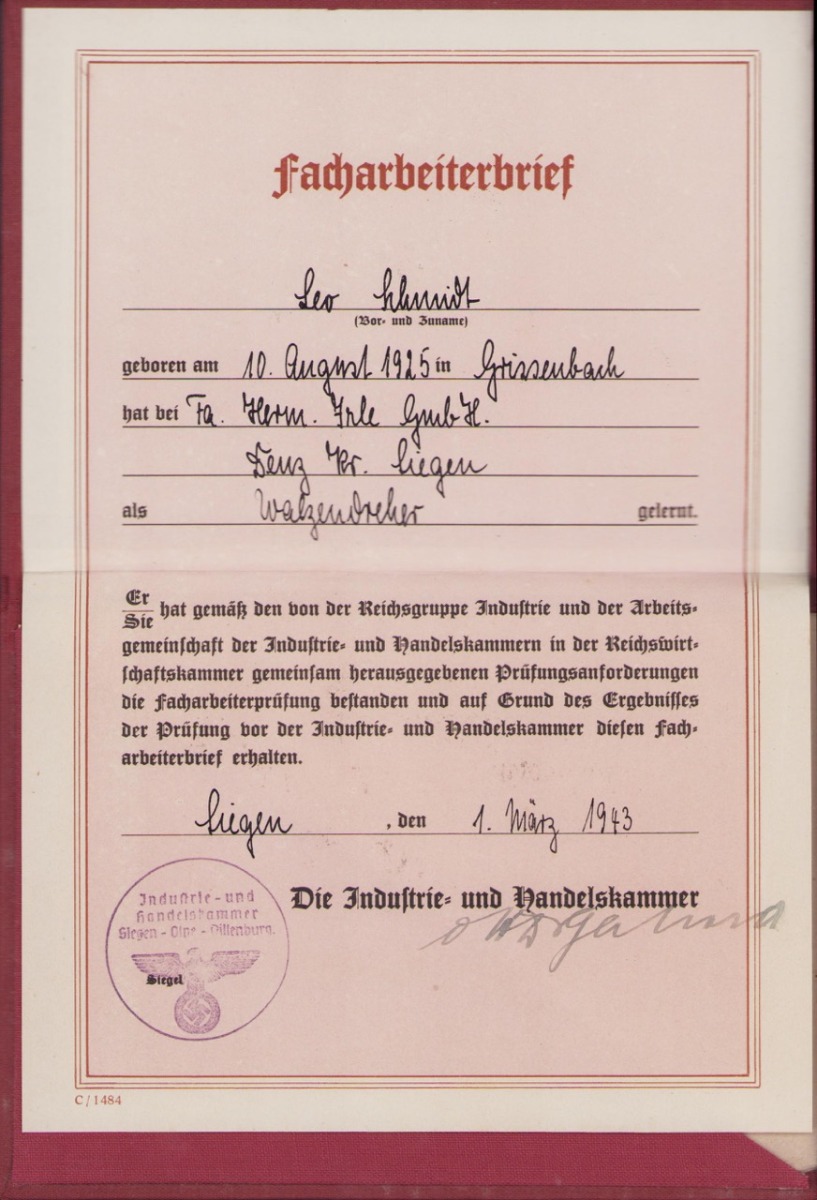 Facharbeiterbrief
Leo Schmidt
(Vor- und Zuname)
geboren am 10. August 1925 in Grissenbach
hat bei Fa. Herm. Irle GmbH.
Deuz Kr. Siegen
als Walzendreher gelernt.
Er
Sie
hat gemäß den von der Reichsgruppe Industrie und der Arbeits-
gemeinschaft der Industrie- und Handelskammern in der Reichswirt-
schaftskammer gemeinsam herausgegebenen Prüfungsanforderungen
die Facharbeiterprüfung bestanden und auf Grund des Ergebnisses
der Prüfung vor der Industrie- und Handelskammer diesen Fach-
arbeiterbrief erhalten.
Siegen, den 1. März 1943
Die Industrie- und Handelskammer
Industrie- und
Handelskammer
Siegen - Olpe - Dillenburg.
Siegel
C/1484